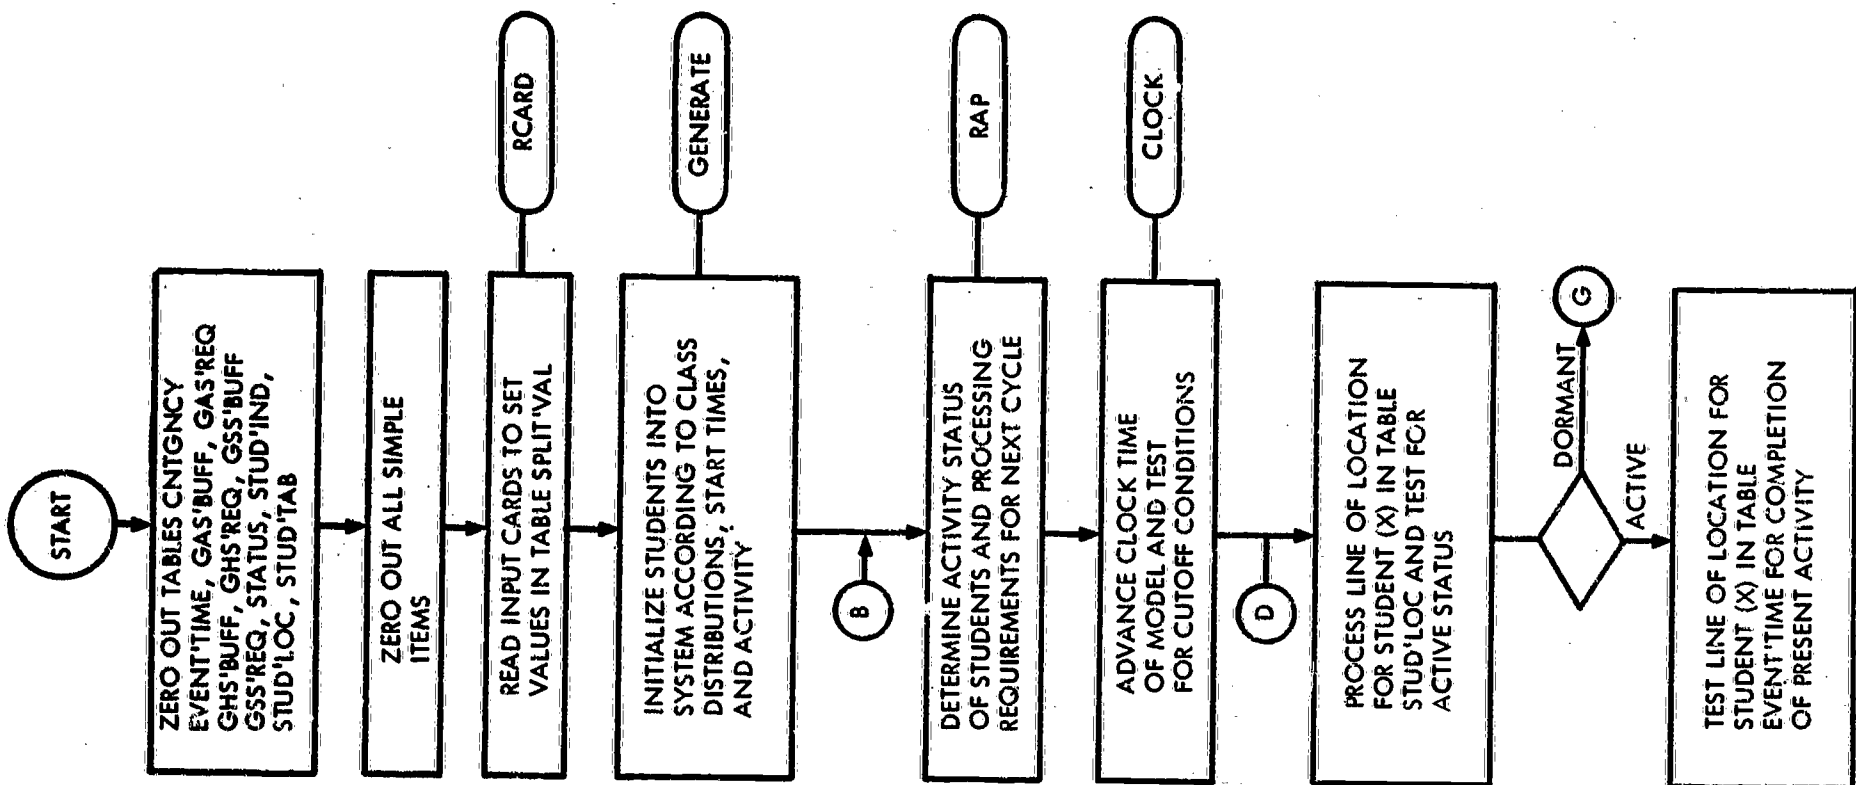 START
ZERO OUT TABLES CNTGNCY
EVENT'TIME, GAS'BUFF, GAS'REQ
GHS'BUFF, GHS'REQ, GSS'BUFF
GSS'REQ, STATUS, STUD'IND,
STUD'LOC, STUD'TAB
ZERO OUT ALL SIMPLE
ITEMS
READ INPUT CARDS TO SET
VALUES IN TABLE SPLIT'VAL
RCARD
INITIALIZE STUDENTS INTO
SYSTEM ACCORDING TO CLASS
DISTRIBUTIONS, START TIMES,
AND ACTIVITY
GENERATE
B
DETERMINE ACTIVITY STATUS
OF STUDENTS AND PROCESSING
REQUIREMENTS FOR NEXT CYCLE
RAP
ADVANCE CLOCK TIME
OF MODEL AND TEST
FOR CUTOFF CONDITIONS
CLOCK
D
PROCESS LINE OF LOCATION
FOR STUDENT (X) IN TABLE
STUD'LOC AND TEST FOR
ACTIVE STATUS
DORMANT
G
ACTIVE
TEST LINE OF LOCATION FOR
STUDENT (X) IN TABLE
EVENT'TIME FOR COMPLETION
OF PRESENT ACTIVITY